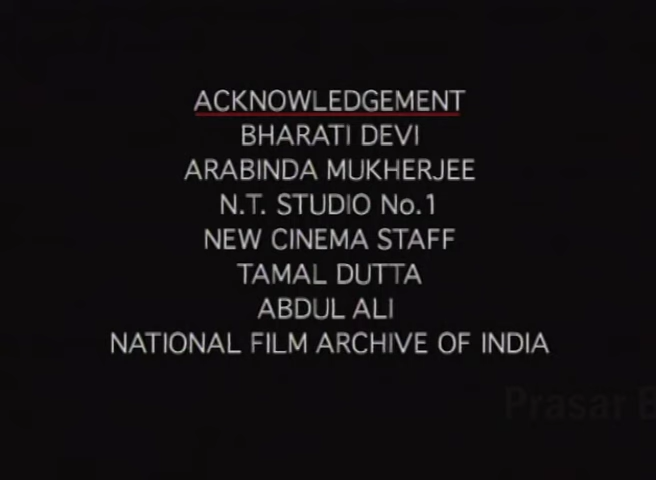 ACKNOWLEDGEMENT
BHARATI DEVI
ARABINDA MUKHERJEE
N.T. STUDIO No.1
NEW CINEMA STAFF
TAMAL DUTTA
ABDUL ALI
NATIONAL FILM ARCHIVE OF INDIA
Prasar B